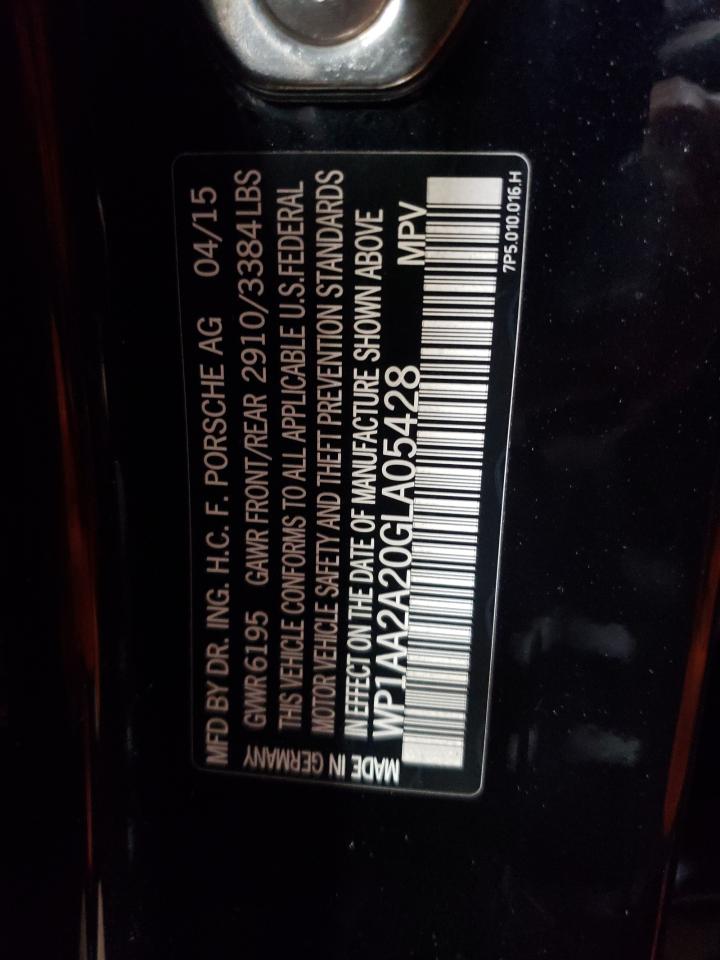 MFD BY DR. ING. H.C. F. PORSCHE AG 04/15
GVWR 6195 GAWR FRONT/REAR 2910/3384 LBS
THIS VEHICLE CONFORMS TO ALL APPLICABLE U.S. FEDERAL
MOTOR VEHICLE SAFETY AND THEFT PREVENTION STANDARDS
IN EFFECT ON THE DATE OF MANUFACTURE SHOWN ABOVE
WP1AA2A20GLA05428 MPV
MADE IN GERMANY
7P5.010.016.H